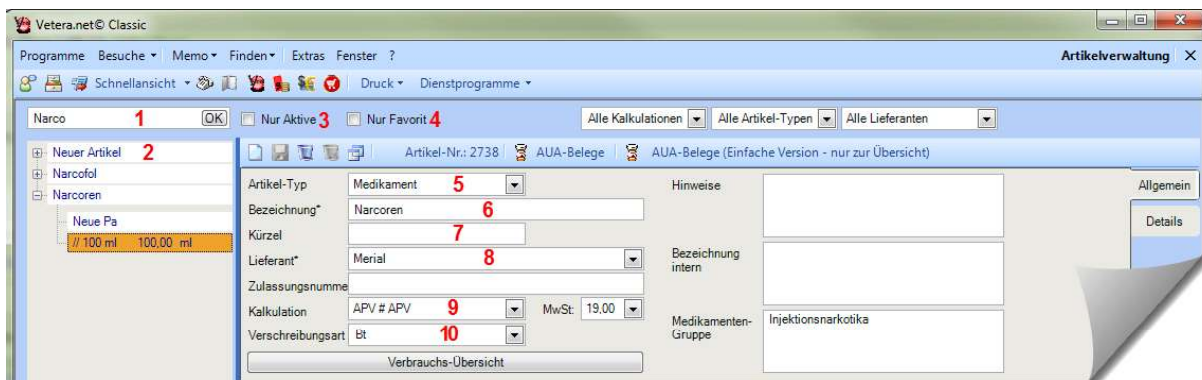 Vetera.net© Classic
Programme Besuche Memo Finden Extras Fenster ? Artikelverwaltung X
Schnellansicht Druck Dienstprogramme
Narco 1 OK Nur Aktive 3 Nur Favorit 4 Alle Kalkulationen Alle Artikel-Typen Alle Lieferanten
Neuer Artikel 2
Narcofol
Narcoren
Neue Pa
// 100 ml 100,00 ml
Artikel-Nr.: 2738 AUA-Belege AUA-Belege (Einfache Version - nur zur Übersicht)
Artikel-Typ Medikament 5
Bezeichnung* Narcoren 6
Kürzel 7
Lieferant* Merial 8
Zulassungsnumme
Kalkulation APV # APV 9 MwSt: 19,00
Verschreibungsart Bt 10
Verbrauchs-Übersicht
Hinweise
Bezeichnung
intern
Medikamenten-
Gruppe
Injektionsnarkotika
Allgemein
Details